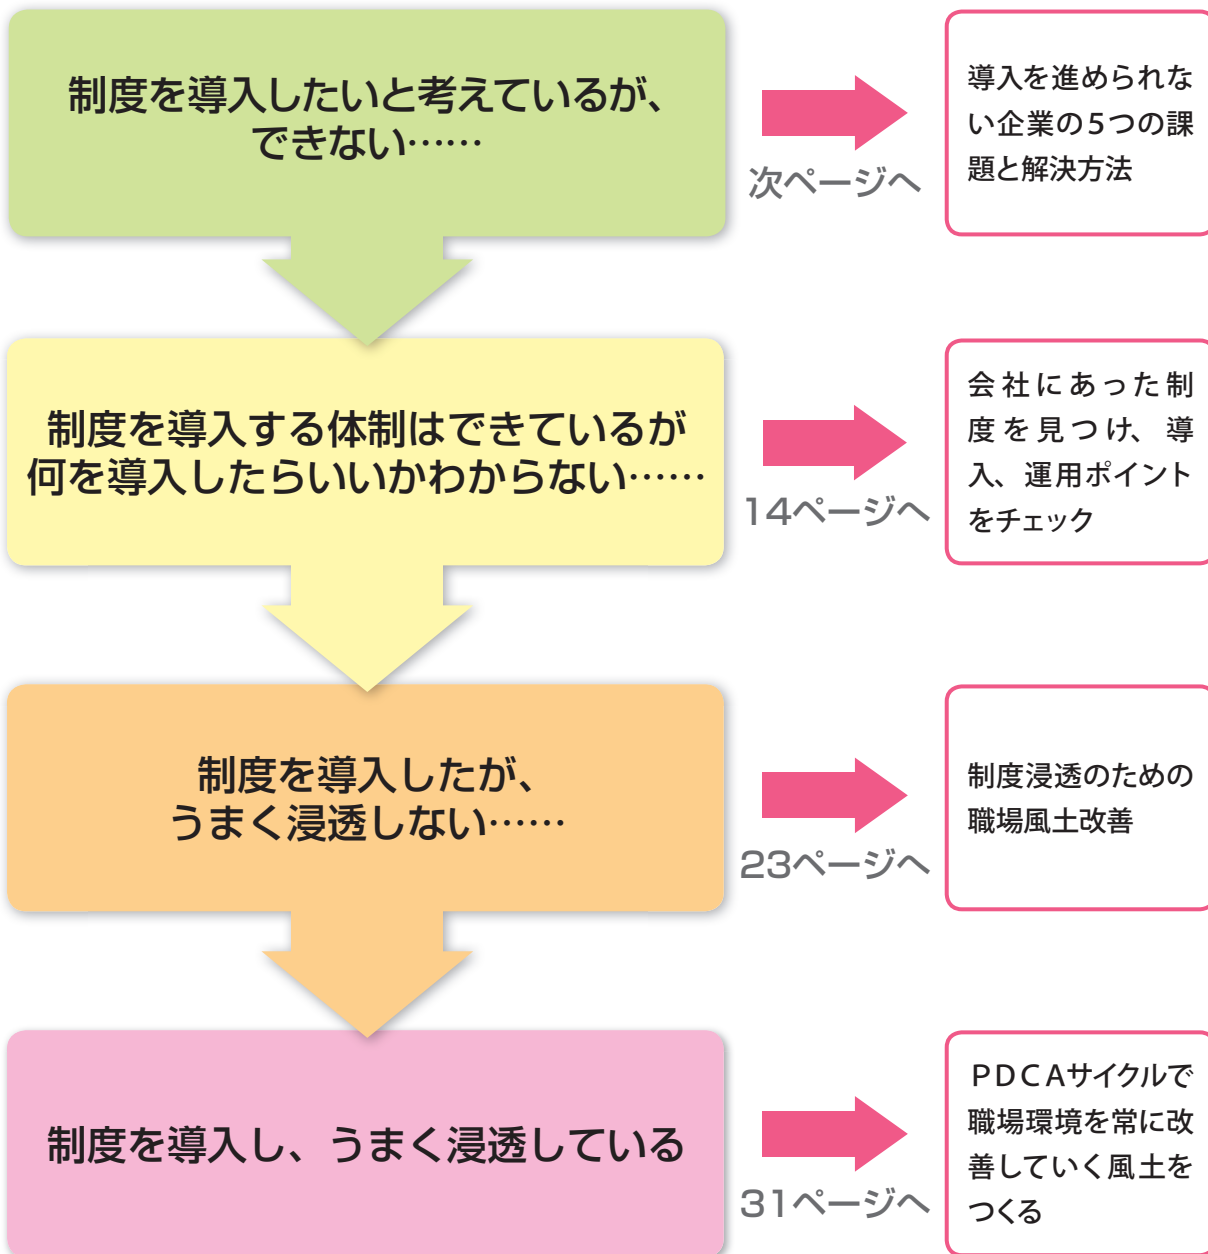 制度を導入したいと考えているが、
できない……
次ページへ
導入を進められな
い企業の5つの課
題と解決方法
制度を導入する体制はできているが
何を導入したらいいかわからない……
14ページへ
会社にあった制
度を見つけ、導
入、運用ポイント
をチェック
制度を導入したが、
うまく浸透しない……
23ページへ
制度浸透のための
職場風土改善
制度を導入し、うまく浸透している
31ページへ
PDCAサイクルで
職場環境を常に改
善していく風土を
つくる